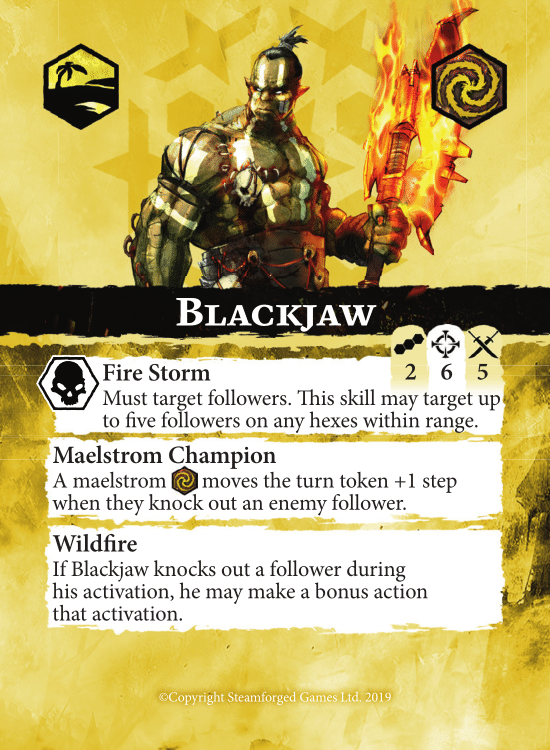 Blackjaw
2 6 5
Fire Storm
Must target followers. This skill may target up
to five followers on any hexes within range.
Maelstrom Champion
A maelstrom moves the turn token +1 step
when they knock out an enemy follower.
Wildfire
If Blackjaw knocks out a follower during
his activation, he may make a bonus action
that activation.
©Copyright Steamforged Games Ltd. 2019